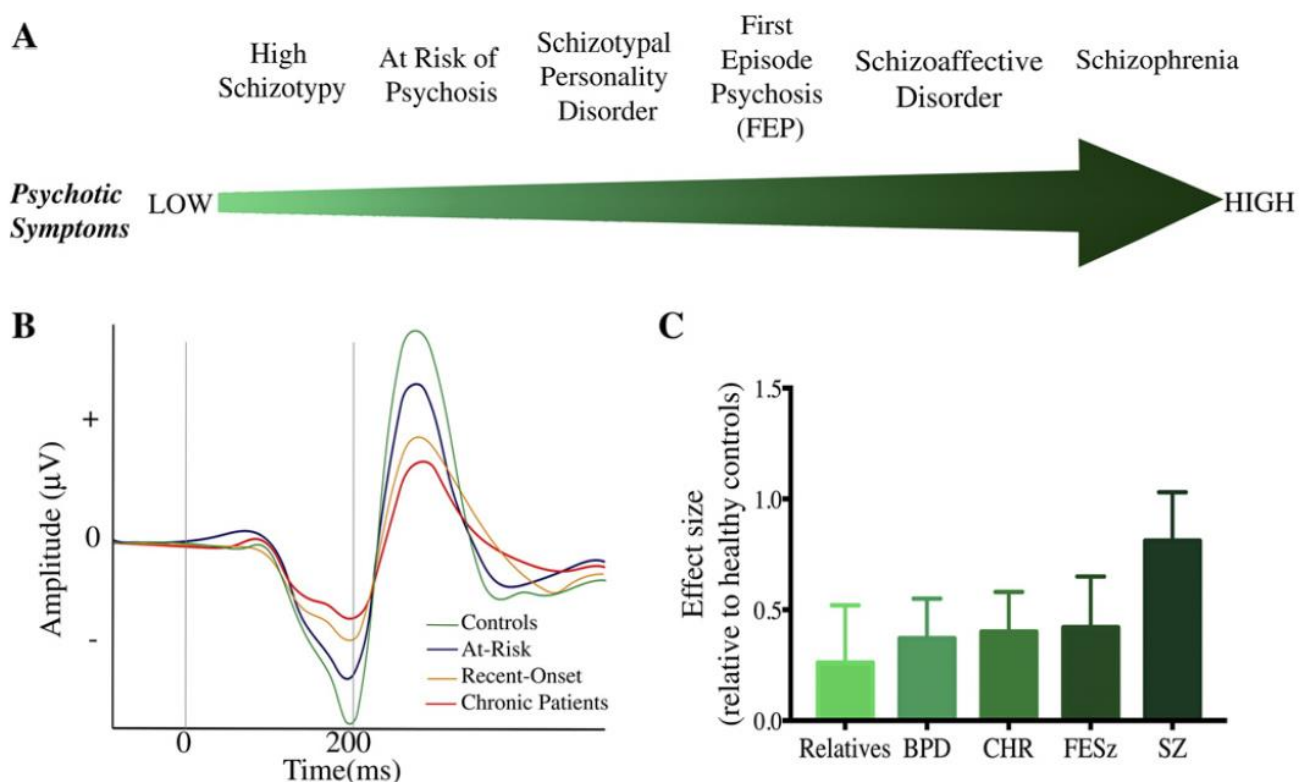 A
High
Schizotypy
At Risk of
Psychosis
Schizotypal
Personality
Disorder
First
Episode
Psychosis
(FEP)
Schizoaffective
Disorder
Schizophrenia
Psychotic
Symptoms
LOW
HIGH
B
Amplitude (μV)
+
0
-
0
200
Time(ms)
Controls
At-Risk
Recent-Onset
Chronic Patients
C
Effect size
(relative to healthy controls)
1.5
1.0
0.5
0.0
Relatives BPD CHR FESz SZ